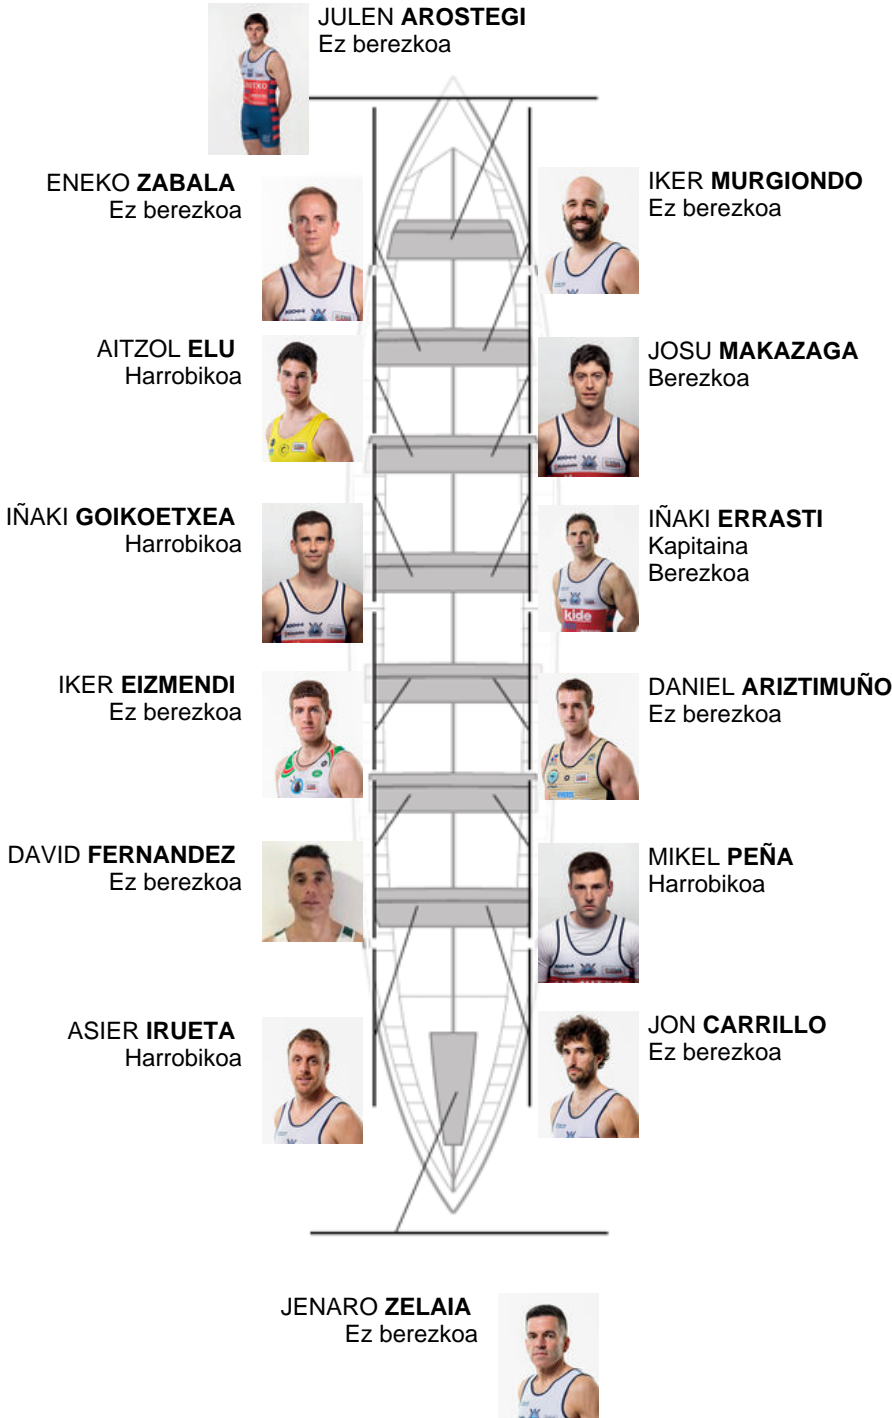 JULEN AROSTEGI
Ez berezkoa
ENEKO ZABALA
Ez berezkoa
IKER MURGIONDO
Ez berezkoa
AITZOL ELU
Harrobikoa
JOSU MAKAZAGA
Berezkoa
IÑAKI GOIKOETXEA
Harrobikoa
IÑAKI ERRASTI
Kapitaina
Berezkoa
kide
IKER EIZMENDI
Ez berezkoa
DANIEL ARIZTIMUÑO
Ez berezkoa
DAVID FERNANDEZ
Ez berezkoa
MIKEL PEÑA
Harrobikoa
ASIER IRUETA
Harrobikoa
JON CARRILLO
Ez berezkoa
JENARO ZELAIA
Ez berezkoa